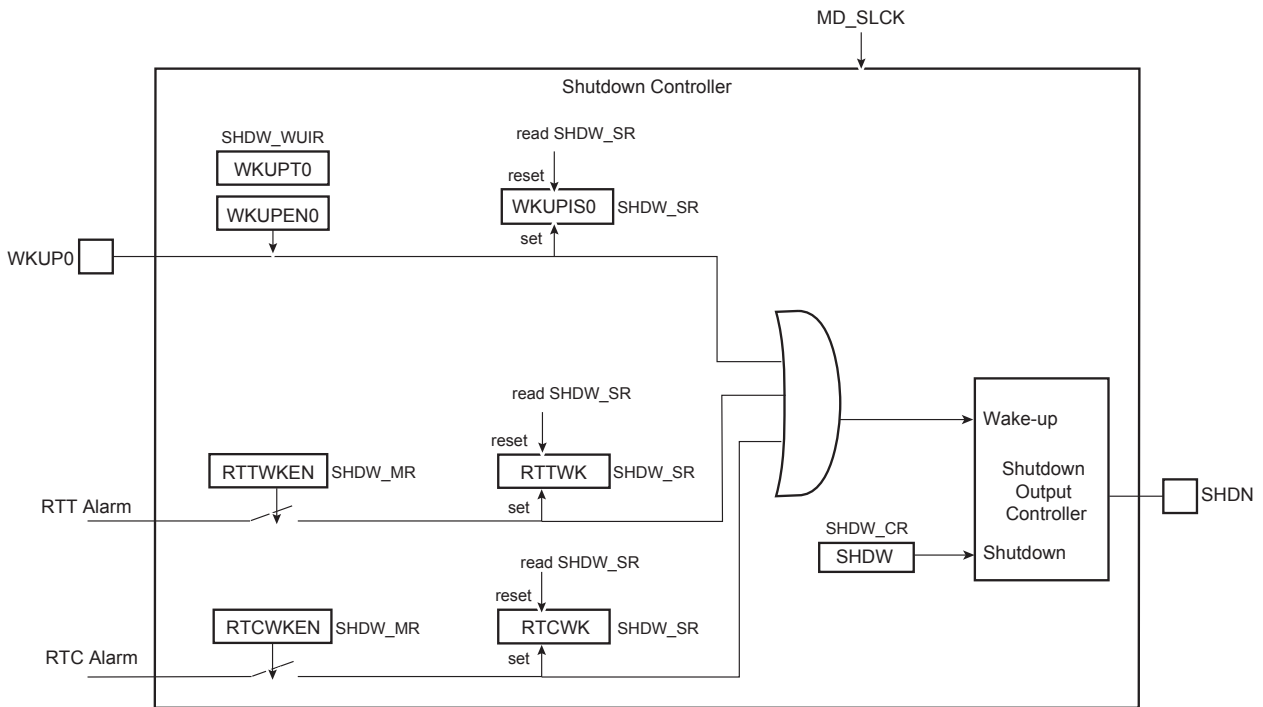 MD_SLCK
Shutdown Controller
SHDW_WUIR
WKUPT0
WKUPEN0
read SHDW_SR
reset
WKUPIS0
SHDW_SR
set
WKUP0
read SHDW_SR
reset
RTTWKEN
SHDW_MR
RTTWK
SHDW_SR
set
RTT Alarm
read SHDW_SR
reset
RTCWKEN
SHDW_MR
RTCWK
SHDW_SR
set
RTC Alarm
Wake-up
Shutdown
Output
Controller
SHDN
SHDW_CR
SHDW
Shutdown